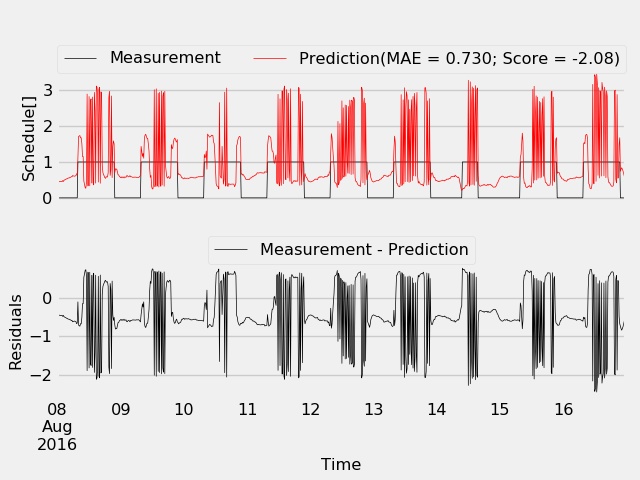 Measurement
Prediction(MAE = 0.730; Score = -2.08)
Schedule[]
3
2
1
0
Measurement - Prediction
Residuals
0
−1
−2
08 09 10 11 12 13 14 15 16
Aug
2016
Time